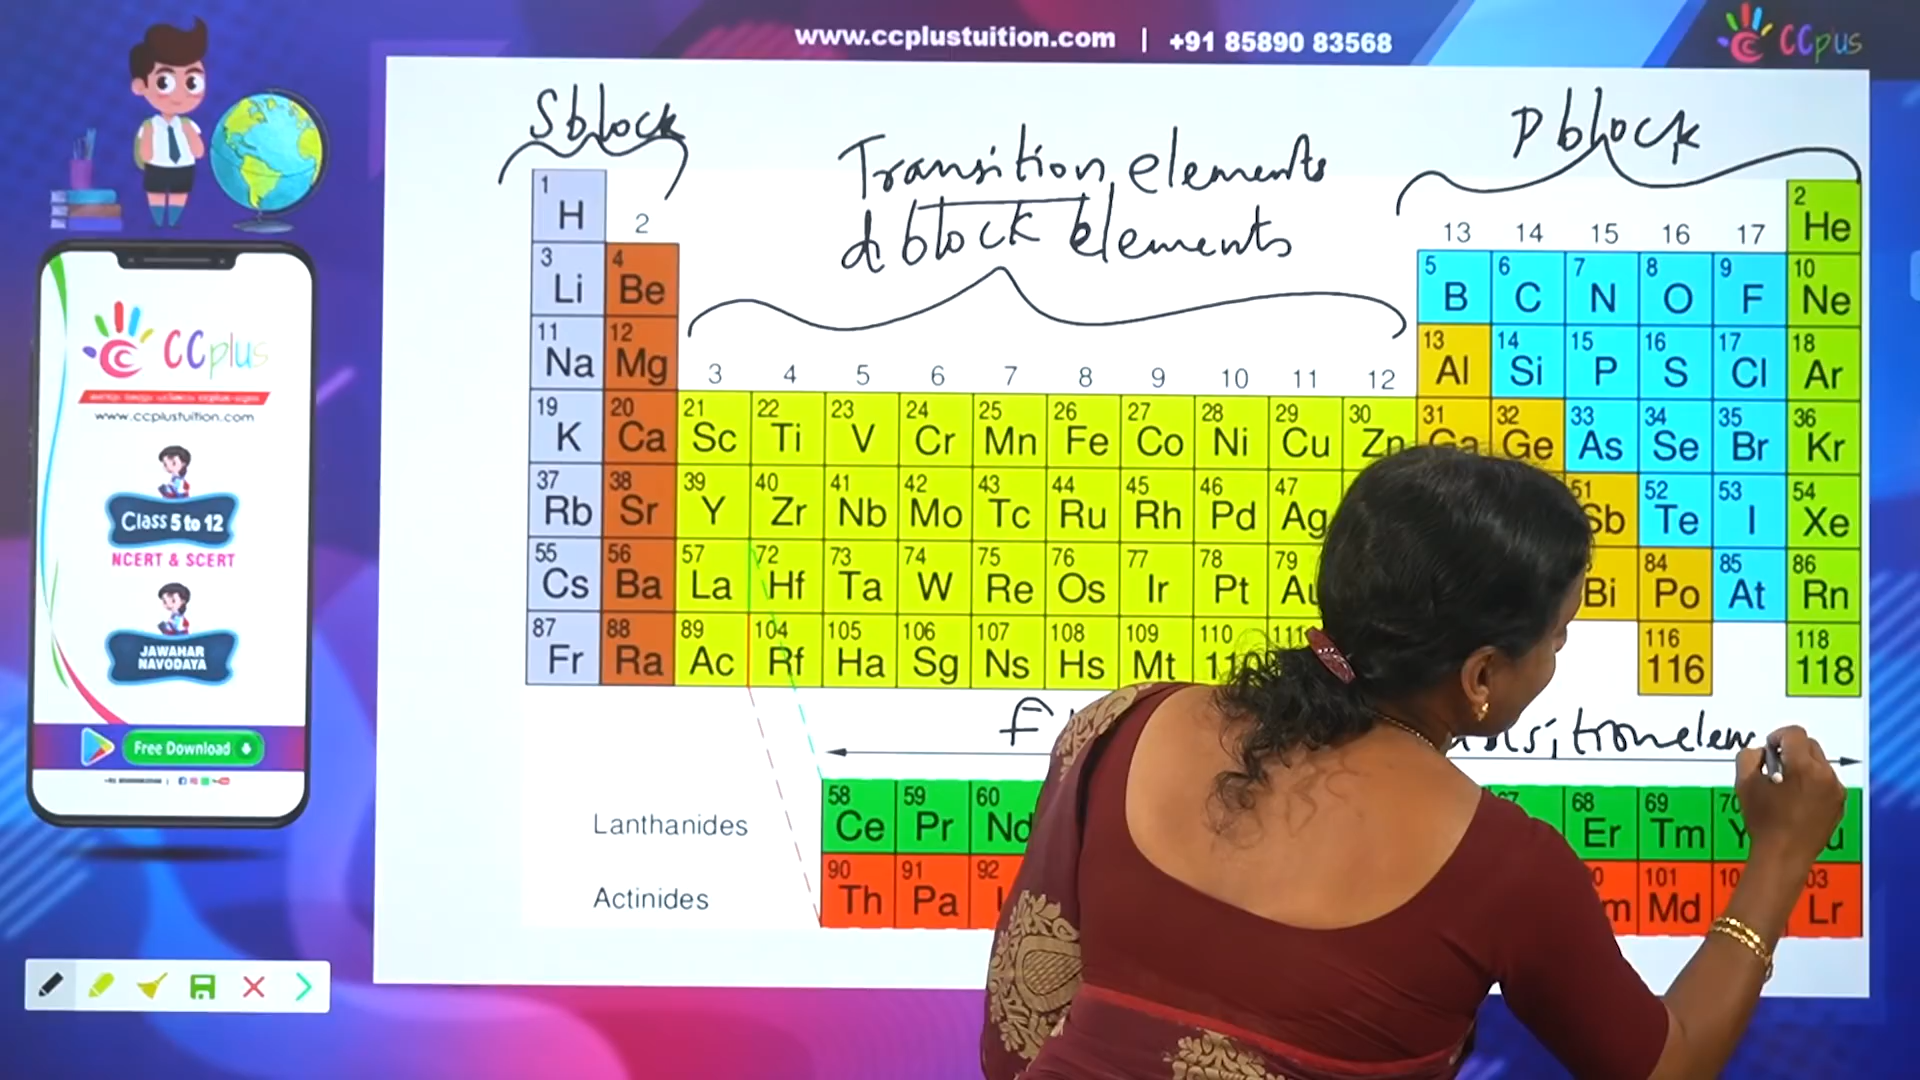 www.ccplustuition.com | +91 85890 83568
CCplus
S block
Transition elements
d block elements
P block
1 H
2
2 He
3 Li
4 Be
13 14 15 16 17
5 B
6 C
7 N
8 O
9 F
10 Ne
11 Na
12 Mg
3 4 5 6 7 8 9 10 11 12
13 Al
14 Si
15 P
16 S
17 Cl
18 Ar
19 K
20 Ca
21 Sc
22 Ti
23 V
24 Cr
25 Mn
26 Fe
27 Co
28 Ni
29 Cu
30 Zn
31 Ga
32 Ge
33 As
34 Se
35 Br
36 Kr
37 Rb
38 Sr
39 Y
40 Zr
41 Nb
42 Mo
43 Tc
44 Ru
45 Rh
46 Pd
47 Ag
51 Sb
52 Te
53 I
54 Xe
55 Cs
56 Ba
57 La
72 Hf
73 Ta
74 W
75 Re
76 Os
77 Ir
78 Pt
79 Au
Bi
84 Po
85 At
86 Rn
87 Fr
88 Ra
89 Ac
104 Rf
105 Ha
106 Sg
107 Ns
108 Hs
109 Mt
110 110
111
116 116
118 118
f
Lanthanides
58 Ce
59 Pr
60 Nd
68 Er
69 Tm
70 Y
Actinides
90 Th
91 Pa
92
101 Md
Lr
CCplus
www.ccplustuition.com
Class 5 to 12
NCERT & SCERT
JAWAHAR
NAVODAYA
Free Download